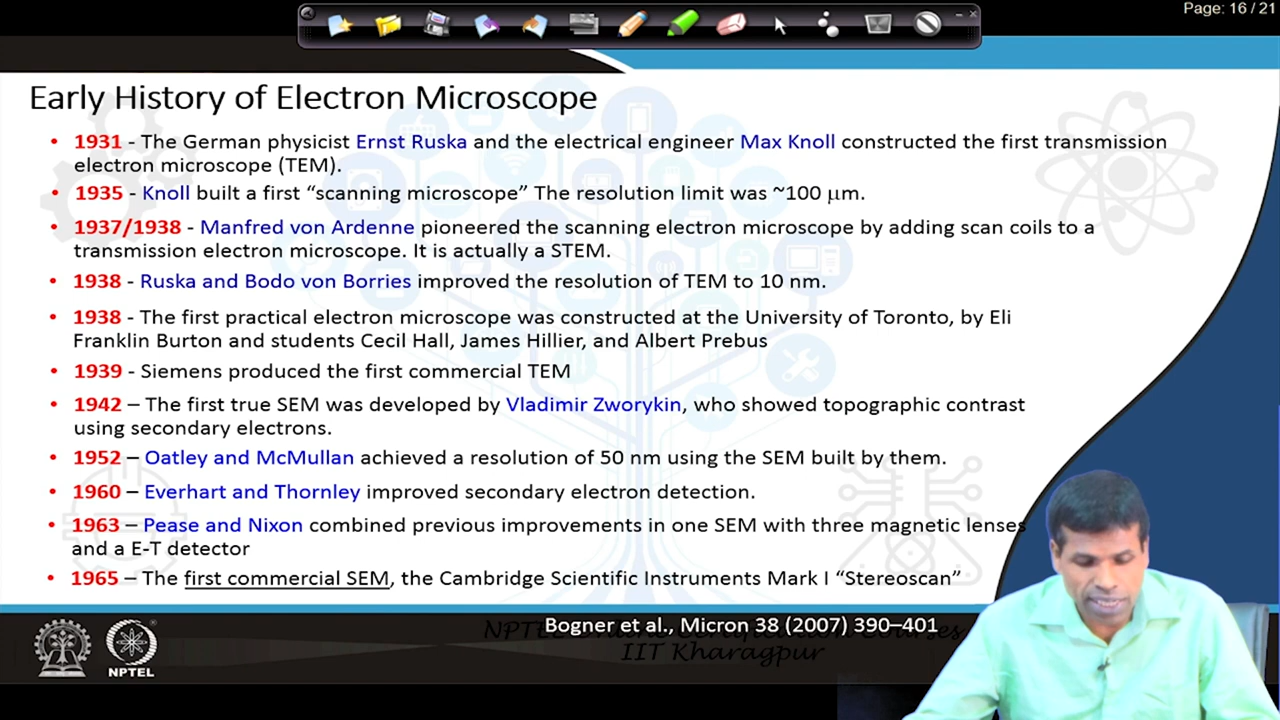 Page: 16 / 21
Early History of Electron Microscope
• 1931 - The German physicist Ernst Ruska and the electrical engineer Max Knoll constructed the first transmission
electron microscope (TEM).
• 1935 - Knoll built a first “scanning microscope” The resolution limit was ~100 μm.
• 1937/1938 - Manfred von Ardenne pioneered the scanning electron microscope by adding scan coils to a
transmission electron microscope. It is actually a STEM.
• 1938 - Ruska and Bodo von Borries improved the resolution of TEM to 10 nm.
• 1938 - The first practical electron microscope was constructed at the University of Toronto, by Eli
Franklin Burton and students Cecil Hall, James Hillier, and Albert Prebus
• 1939 - Siemens produced the first commercial TEM
• 1942 – The first true SEM was developed by Vladimir Zworykin, who showed topographic contrast
using secondary electrons.
• 1952 – Oatley and McMullan achieved a resolution of 50 nm using the SEM built by them.
• 1960 – Everhart and Thornley improved secondary electron detection.
• 1963 – Pease and Nixon combined previous improvements in one SEM with three magnetic lenses
and a E-T detector
• 1965 – The first commercial SEM, the Cambridge Scientific Instruments Mark I “Stereoscan”
Bogner et al., Micron 38 (2007) 390–401
IIT Kharagpur
NPTEL